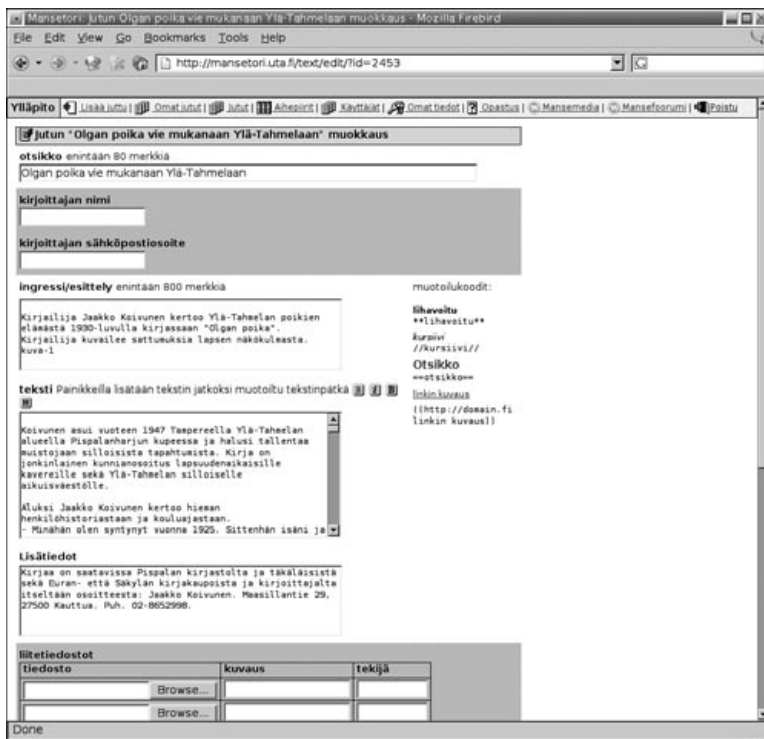 Mansetori: Jutun Olgan poika vie mukanaan Ylä-Tahmelaan muokkaus - Mozilla Firebird
File Edit View Go Bookmarks Tools Help
http://mansetori.uta.fi/text/edit/?id=2453
Ylläpito Lisää juttu | Omat jutut | Jutut | Aihepiirit | Käyttäjät | Omat tiedot | Opastus | Mansemedia | Mansefoorumi | Poistu
Jutun "Olgan poika vie mukanaan Ylä-Tahmelaan" muokkaus
otsikko enintään 80 merkkiä
Olgan poika vie mukanaan Ylä-Tahmelaan
kirjoittajan nimi
kirjoittajan sähköpostiosoite
ingressi/esittely enintään 800 merkkiä
Kirjailija Jaakko Koivunen kertoo Ylä-Tahmelan poikien
elämästä 1930-luvulla kirjassaan "Olgan poika".
Kirjailija kuvailee sattumuksia lapsen näkökulmasta.
kuva-1
muotoilukoodit:
lihavoitu
**lihavoitu**
kursiivi
//kursiivi//
Otsikko
==otsikko==
linkin kuvaus
((http://domain.fi
linkin kuvaus))
teksti Painikkeilla lisätään tekstin jatkoksi muotoiltu tekstinpätkä
Koivunen asui vuoteen 1947 Tampereella Ylä-Tahmelan
alueella Pispalanharjun kupeessa ja halusi tallentaa
muistojaan silloisista tapahtumista. Kirja on
jonkinlainen kunnianosoitus lapsuudenaikaisille
kavereille sekä Ylä-Tahmelan silloiselle
aikuisväestölle.
Aluksi Jaakko Koivunen kertoo hieman
henkilöhistoriastaan ja kouluajastaan.
- Minähän olen syntynyt vuonna 1925. Sittenhän isäni ja
Lisätiedot
Kirjaa on saatavissa Pispalan kirjastolta ja täkäläisistä
sekä Euran- että Säkylän kirjakaupoista ja kirjoittajalta
itseltään osoitteesta: Jaakko Koivunen. Maasillantie 29,
27500 Kauttua. Puh. 02-8652998.
liitetiedostot
tiedosto kuvaus tekijä
Browse...
Browse...
Done